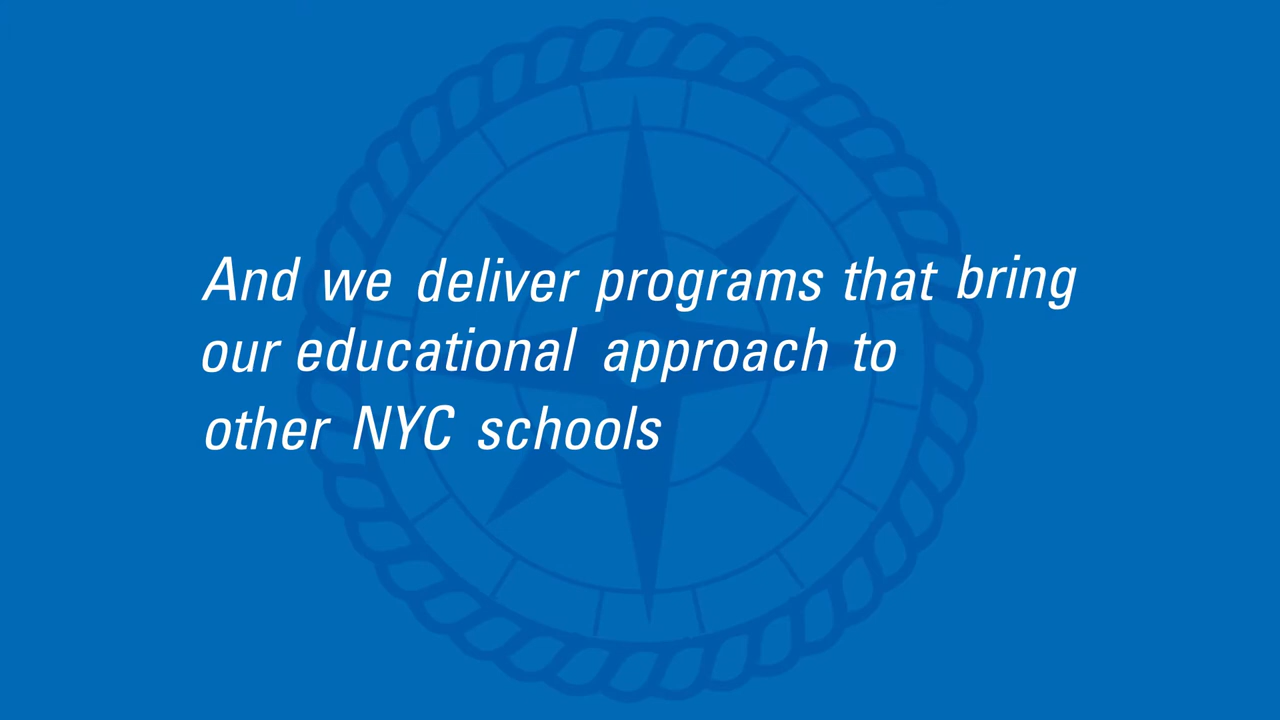 And we deliver programs that bring
our educational approach to
other NYC schools